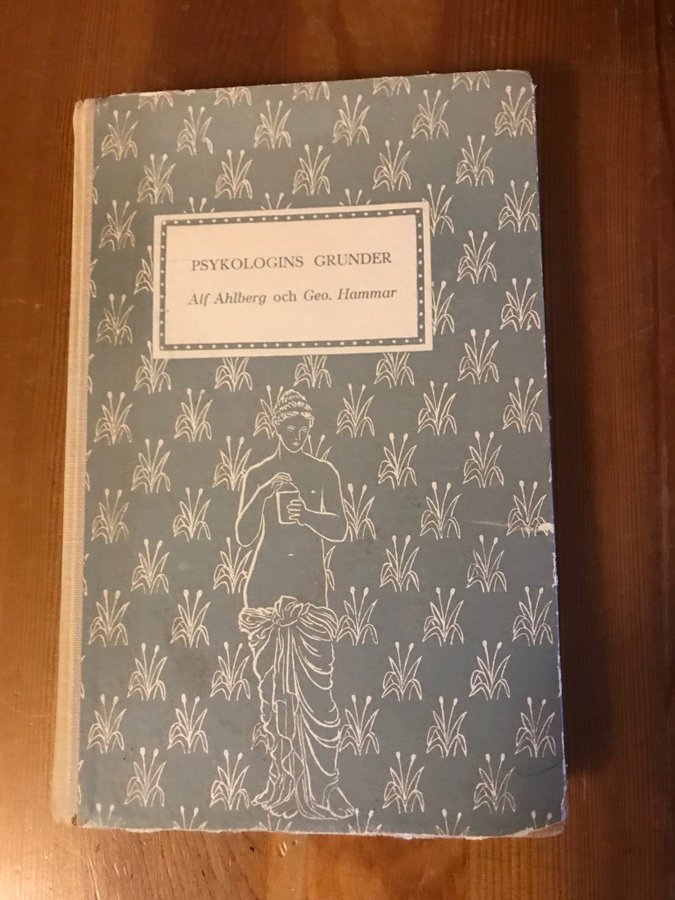 PSYKOLOGINS GRUNDER
Alf Ahlberg och Geo. Hammar